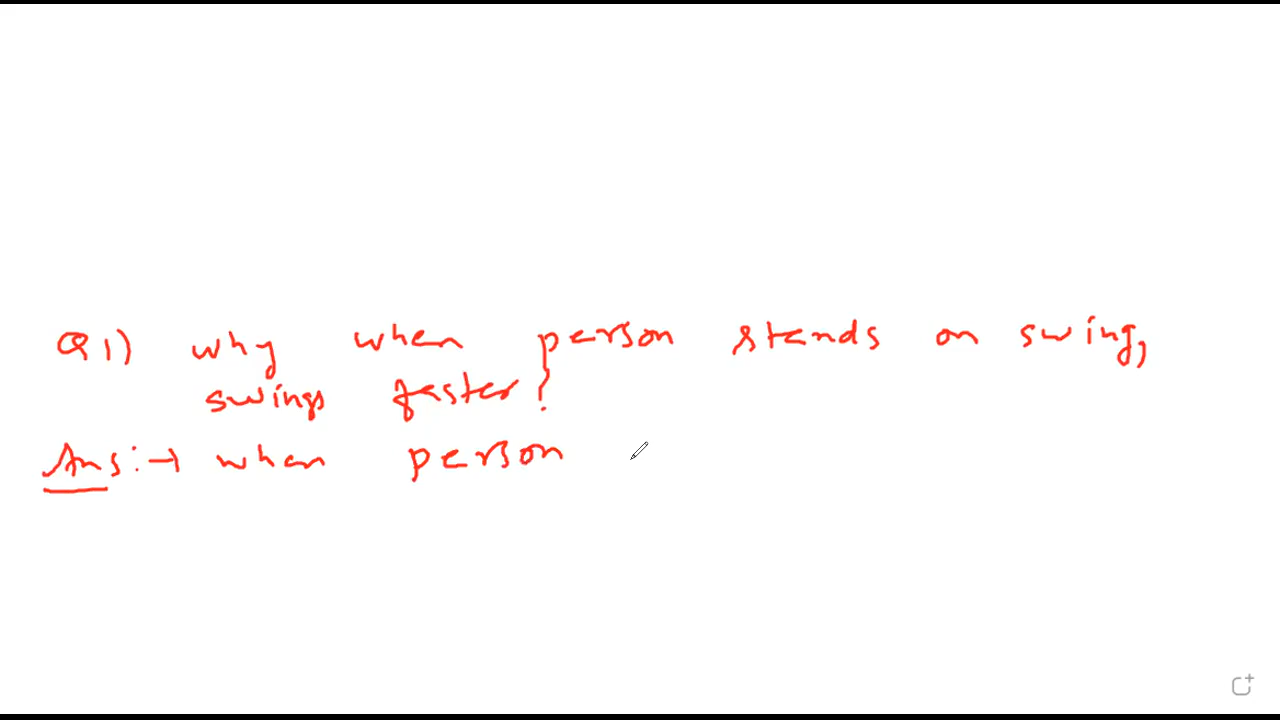 Q1) why when person stands on swing,
swings faster?
Ans:→ when person